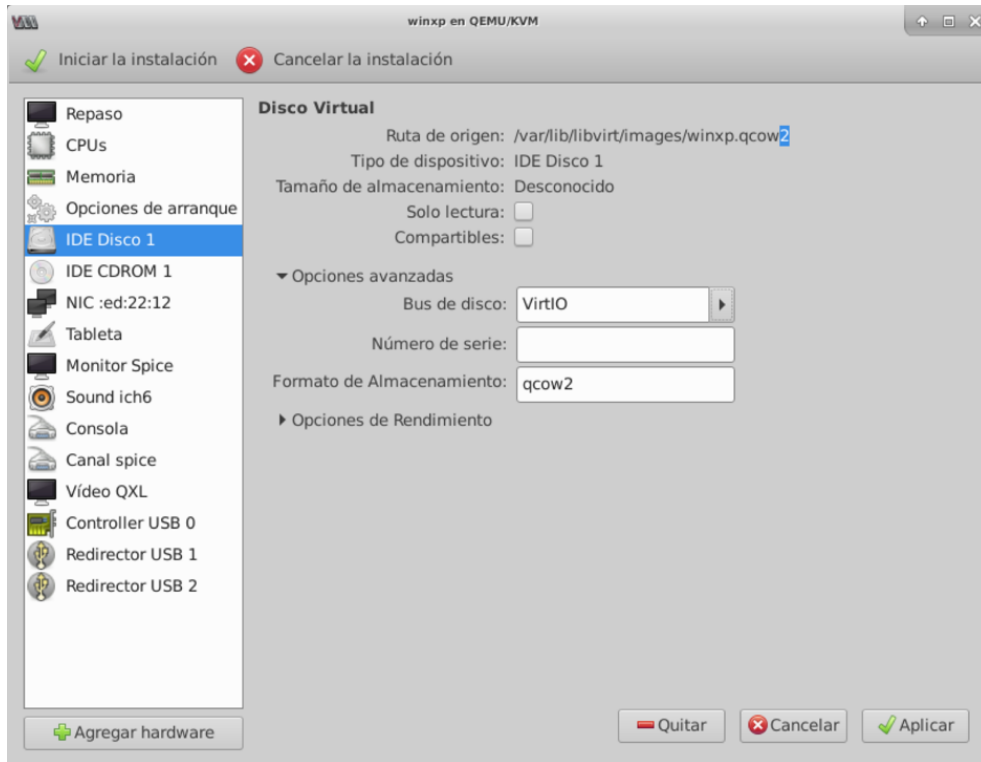 winxp en QEMU/KVM
Iniciar la instalación Cancelar la instalación
Repaso
CPUs
Memoria
Opciones de arranque
IDE Disco 1
IDE CDROM 1
NIC :ed:22:12
Tableta
Monitor Spice
Sound ich6
Consola
Canal spice
Vídeo QXL
Controller USB 0
Redirector USB 1
Redirector USB 2
Agregar hardware
Disco Virtual
Ruta de origen: /var/lib/libvirt/images/winxp.qcow2
Tipo de dispositivo: IDE Disco 1
Tamaño de almacenamiento: Desconocido
Solo lectura:
Compartibles:
Opciones avanzadas
Bus de disco: VirtIO
Número de serie:
Formato de Almacenamiento: qcow2
Opciones de Rendimiento
Quitar Cancelar Aplicar